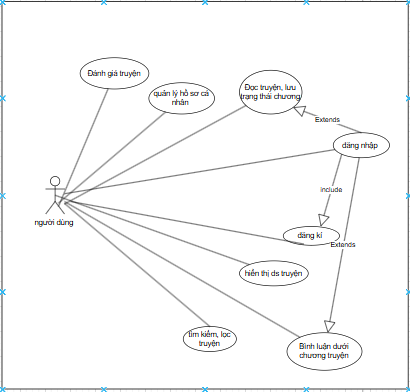 Đánh giá truyện
quản lý hồ sơ cá
nhân
Đọc truyện, lưu
trạng thái chương
Extends
đăng nhập
include
người dùng
đăng kí
Extends
hiển thị ds truyện
tìm kiếm, lọc
truyện
Bình luận dưới
chương truyện